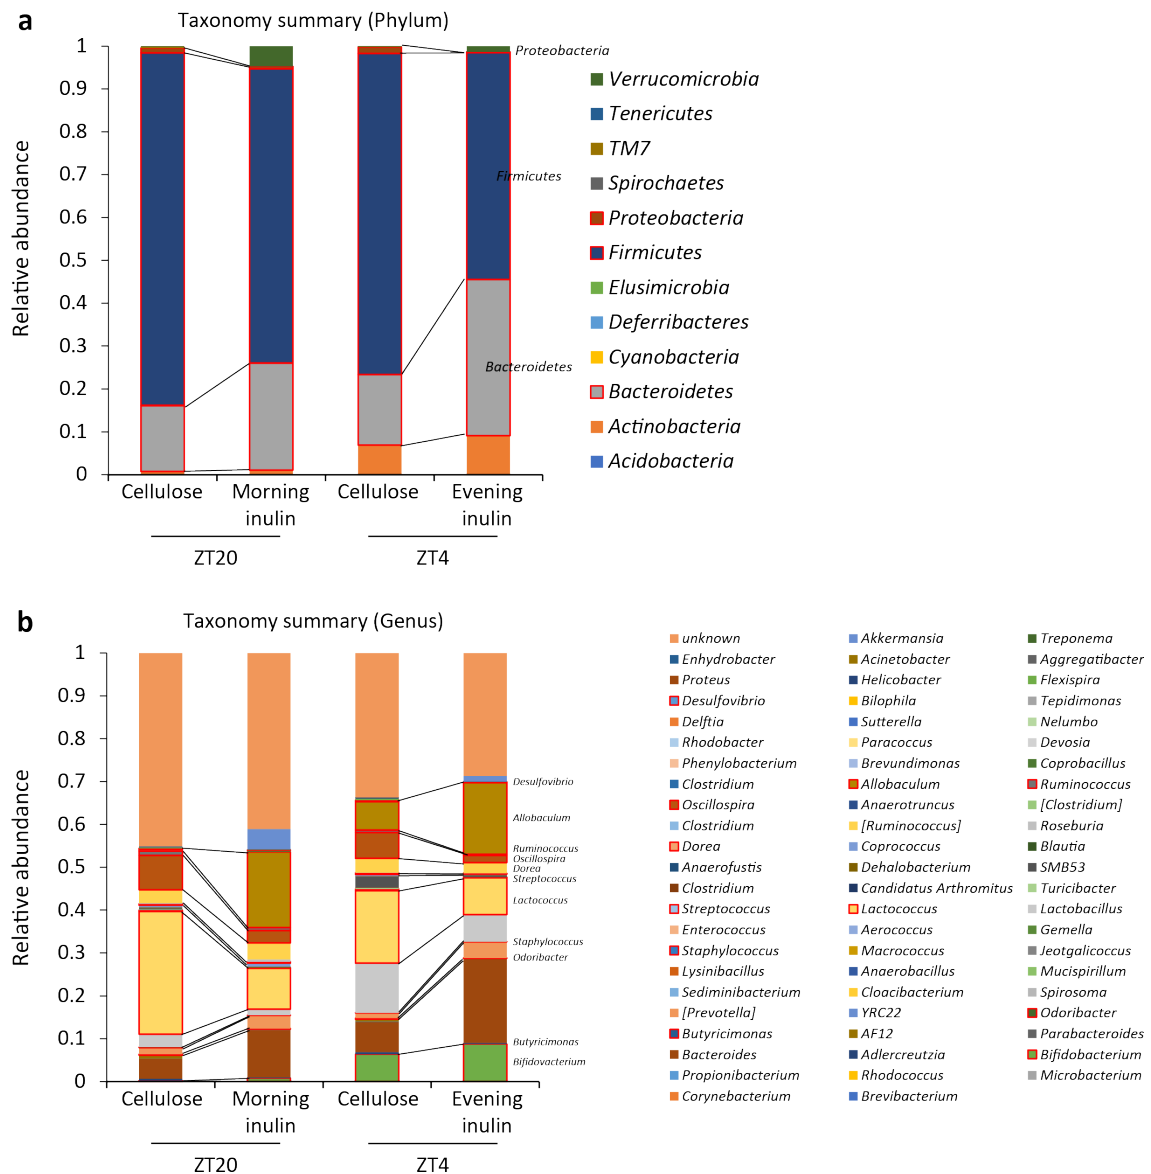 a
Taxonomy summary (Phylum)
Relative abundance
1
0.9
0.8
0.7
0.6
0.5
0.4
0.3
0.2
0.1
0
Proteobacteria
Firmicutes
Bacteroidetes
Cellulose
Morning
inulin
Cellulose
Evening
inulin
ZT20
ZT4
Verrucomicrobia
Tenericutes
TM7
Spirochaetes
Proteobacteria
Firmicutes
Elusimicrobia
Deferribacteres
Cyanobacteria
Bacteroidetes
Actinobacteria
Acidobacteria
b
Taxonomy summary (Genus)
Relative abundance
1
0.9
0.8
0.7
0.6
0.5
0.4
0.3
0.2
0.1
0
Desulfovibrio
Allobaculum
Ruminococcus
Oscillospira
Dorea
Streptococcus
Lactococcus
Staphylococcus
Odoribacter
Butyricimonas
Bifidovacterium
Cellulose
Morning
inulin
Cellulose
Evening
inulin
ZT20
ZT4
unknown
Enhydrobacter
Proteus
Desulfovibrio
Delftia
Rhodobacter
Phenylobacterium
Clostridium
Oscillospira
Clostridium
Dorea
Anaerofustis
Clostridium
Streptococcus
Enterococcus
Staphylococcus
Lysinibacillus
Sediminibacterium
[Prevotella]
Butyricimonas
Bacteroides
Propionibacterium
Corynebacterium
Akkermansia
Acinetobacter
Helicobacter
Bilophila
Sutterella
Paracoccus
Brevundimonas
Allobaculum
Anaerotruncus
[Ruminococcus]
Coprococcus
Dehalobacterium
Candidatus Arthromitus
Lactococcus
Aerococcus
Macrococcus
Anaerobacillus
Cloacibacterium
YRC22
AF12
Adlercreutzia
Rhodococcus
Brevibacterium
Treponema
Aggregatibacter
Flexispira
Tepidimonas
Nelumbo
Devosia
Coprobacillus
Ruminococcus
[Clostridium]
Roseburia
Blautia
SMB53
Turicibacter
Lactobacillus
Gemella
Jeotgalicoccus
Mucispirillum
Spirosoma
Odoribacter
Parabacteroides
Bifidobacterium
Microbacterium